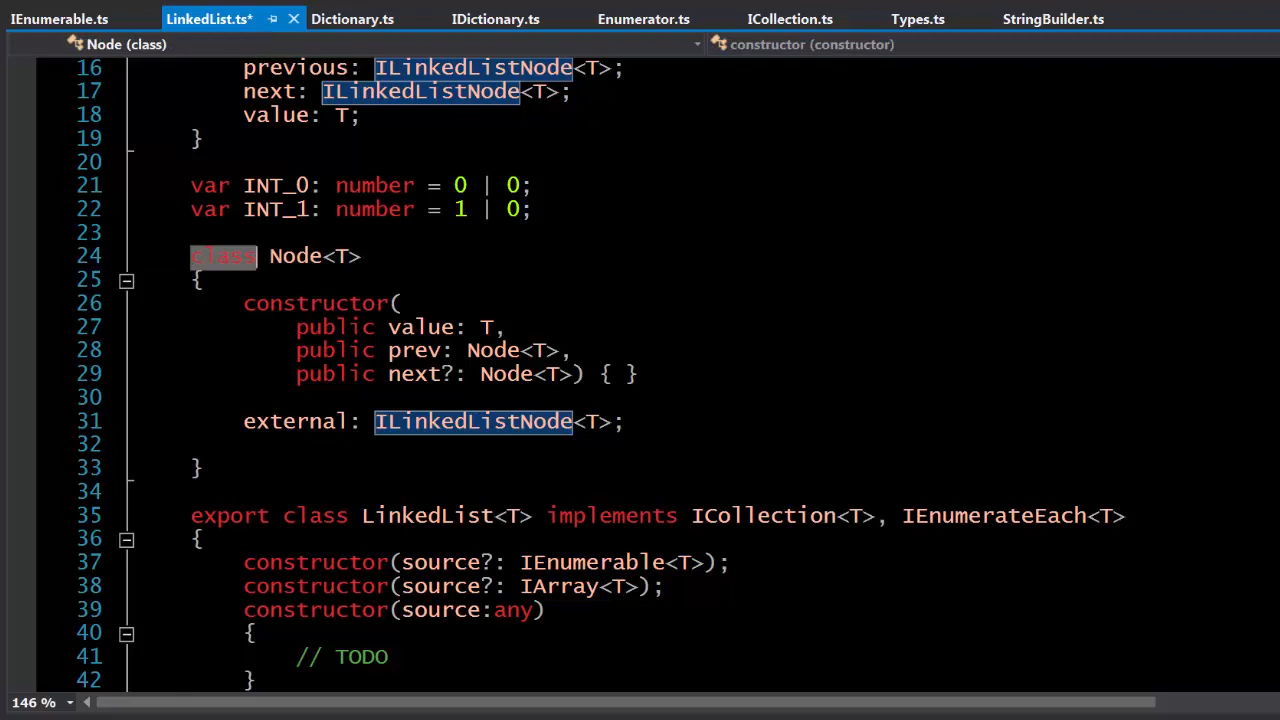 IEnumerable.ts LinkedList.ts* Dictionary.ts IDictionary.ts Enumerator.ts ICollection.ts Types.ts StringBuilder.ts
Node (class) constructor (constructor)
16 previous: ILinkedListNode<T>;
17 next: ILinkedListNode<T>;
18 value: T;
19 }
20
21 var INT_0: number = 0 | 0;
22 var INT_1: number = 1 | 0;
23
24 class Node<T>
25 {
26 constructor(
27 public value: T,
28 public prev: Node<T>,
29 public next?: Node<T>) { }
30
31 external: ILinkedListNode<T>;
32
33 }
34
35 export class LinkedList<T> implements ICollection<T>, IEnumerateEach<T>
36 {
37 constructor(source?: IEnumerable<T>);
38 constructor(source?: IArray<T>);
39 constructor(source:any)
40 {
41 // TODO
42 }
146 %